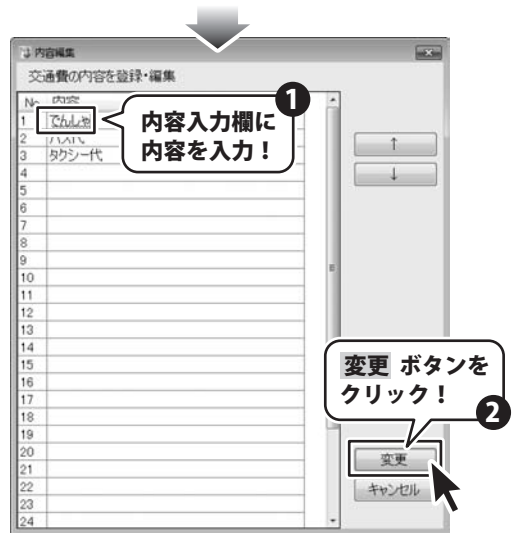 内容編集
交通費の内容を登録・編集
No 内容
1 でんしゃ
2 バス代
3 タクシー代
4
5
6
7
8
9
10
11
12
13
14
15
16
17
18
19
20
21
22
23
24
1
内容入力欄に
内容を入力！
↑
↓
変更 ボタンを
クリック！
2
変更
キャンセル